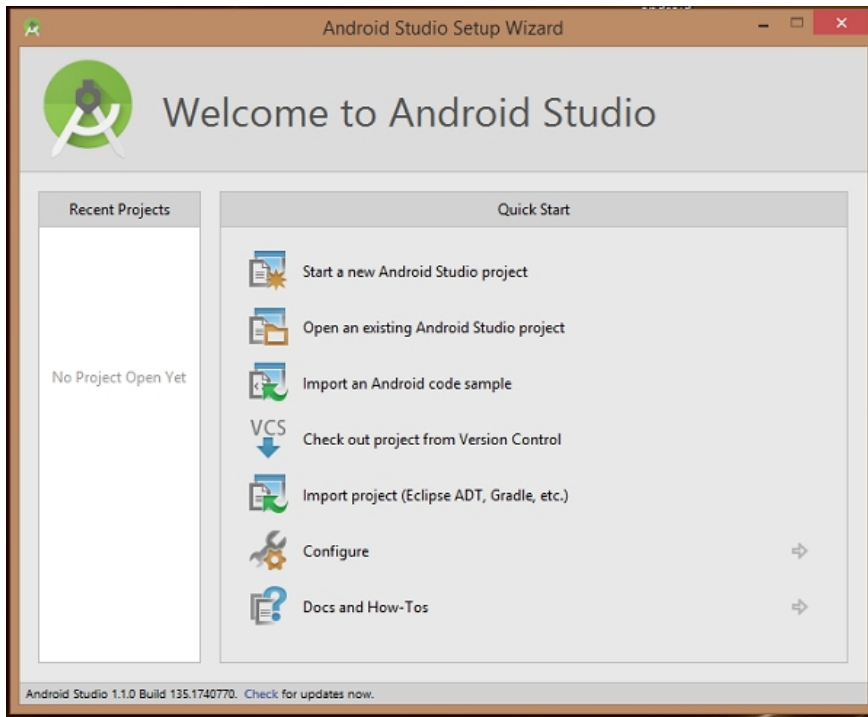 Android Studio Setup Wizard
Welcome to Android Studio
Recent Projects
No Project Open Yet
Quick Start
Start a new Android Studio project
Open an existing Android Studio project
Import an Android code sample
VCS
Check out project from Version Control
Import project (Eclipse ADT, Gradle, etc.)
Configure
Docs and How-Tos
Android Studio 1.1.0 Build 135.1740770. Check for updates now.